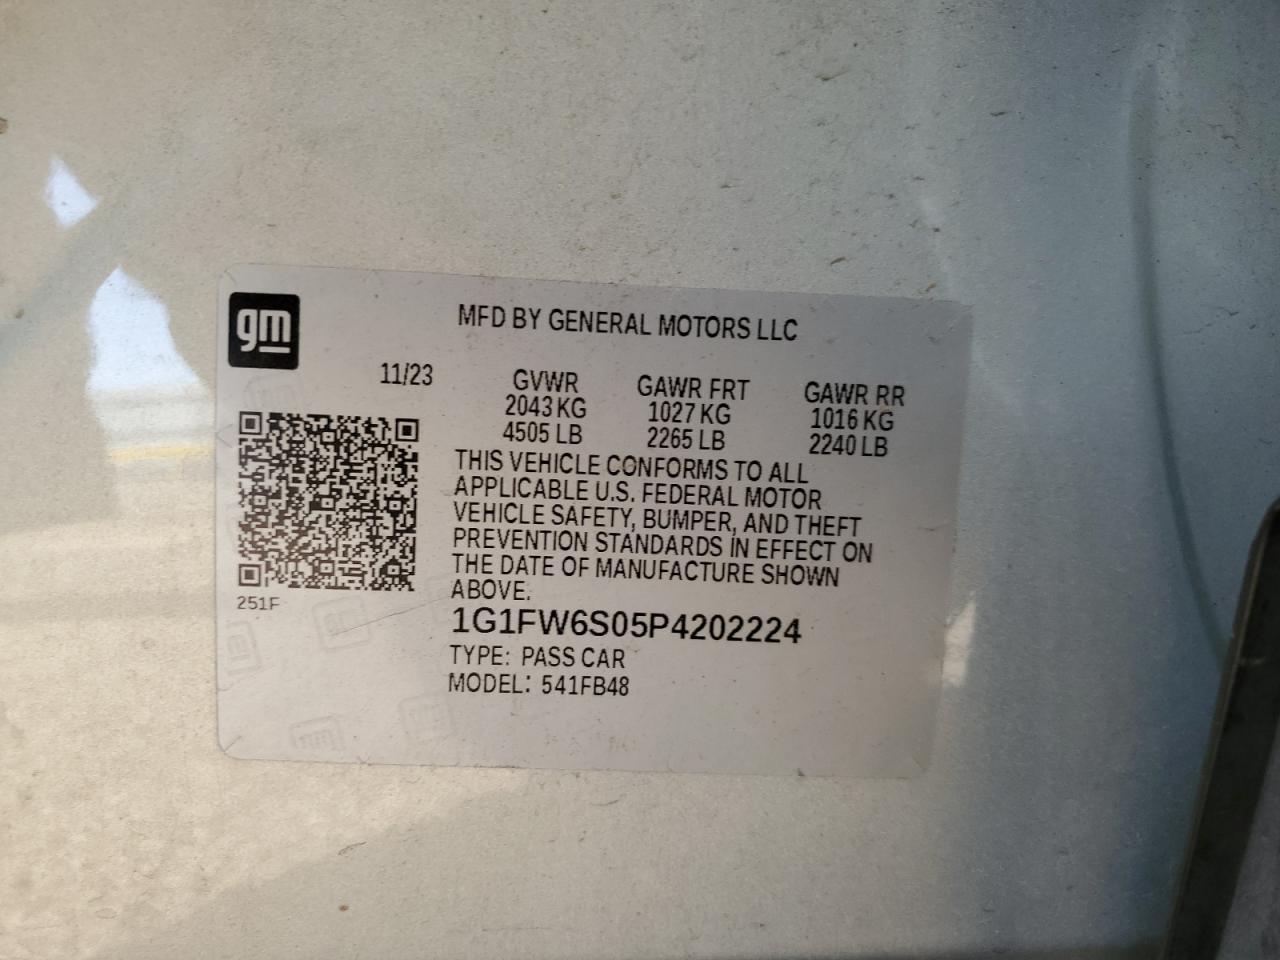 gm
MFD BY GENERAL MOTORS LLC
11/23 GVWR GAWR FRT GAWR RR
2043 KG 1027 KG 1016 KG
4505 LB 2265 LB 2240 LB
THIS VEHICLE CONFORMS TO ALL
APPLICABLE U.S. FEDERAL MOTOR
VEHICLE SAFETY, BUMPER, AND THEFT
PREVENTION STANDARDS IN EFFECT ON
THE DATE OF MANUFACTURE SHOWN
ABOVE.
251F
1G1FW6S05P4202224
TYPE: PASS CAR
MODEL: 541FB48